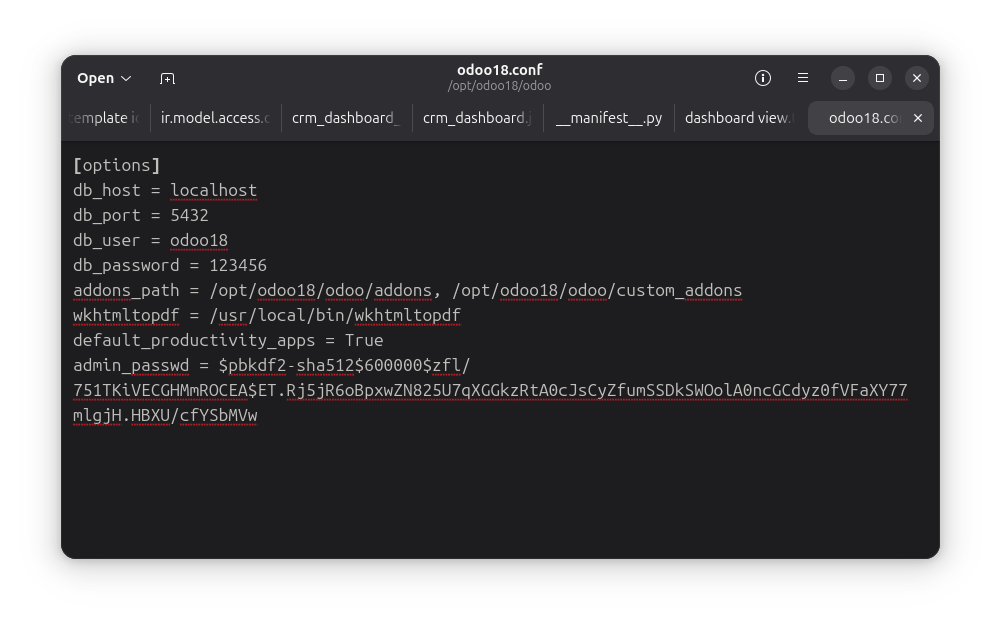 Open
odoo18.conf
/opt/odoo18/odoo
template i
ir.model.access.c
crm_dashboard_
crm_dashboard.j
__manifest__.py
dashboard view.
odoo18.co
[options]
db_host = localhost
db_port = 5432
db_user = odoo18
db_password = 123456
addons_path = /opt/odoo18/odoo/addons, /opt/odoo18/odoo/custom_addons
wkhtmltopdf = /usr/local/bin/wkhtmltopdf
default_productivity_apps = True
admin_passwd = $pbkdf2-sha512$600000$zfl/
751TKiVECGHMmROCEA$ET.Rj5jR6oBpxwZN825U7qXGGkzRtA0cJsCyZfumSSDkSWOolA0ncGCdyz0fVFaXY77
mlgjH.HBXU/cfYSbMVw